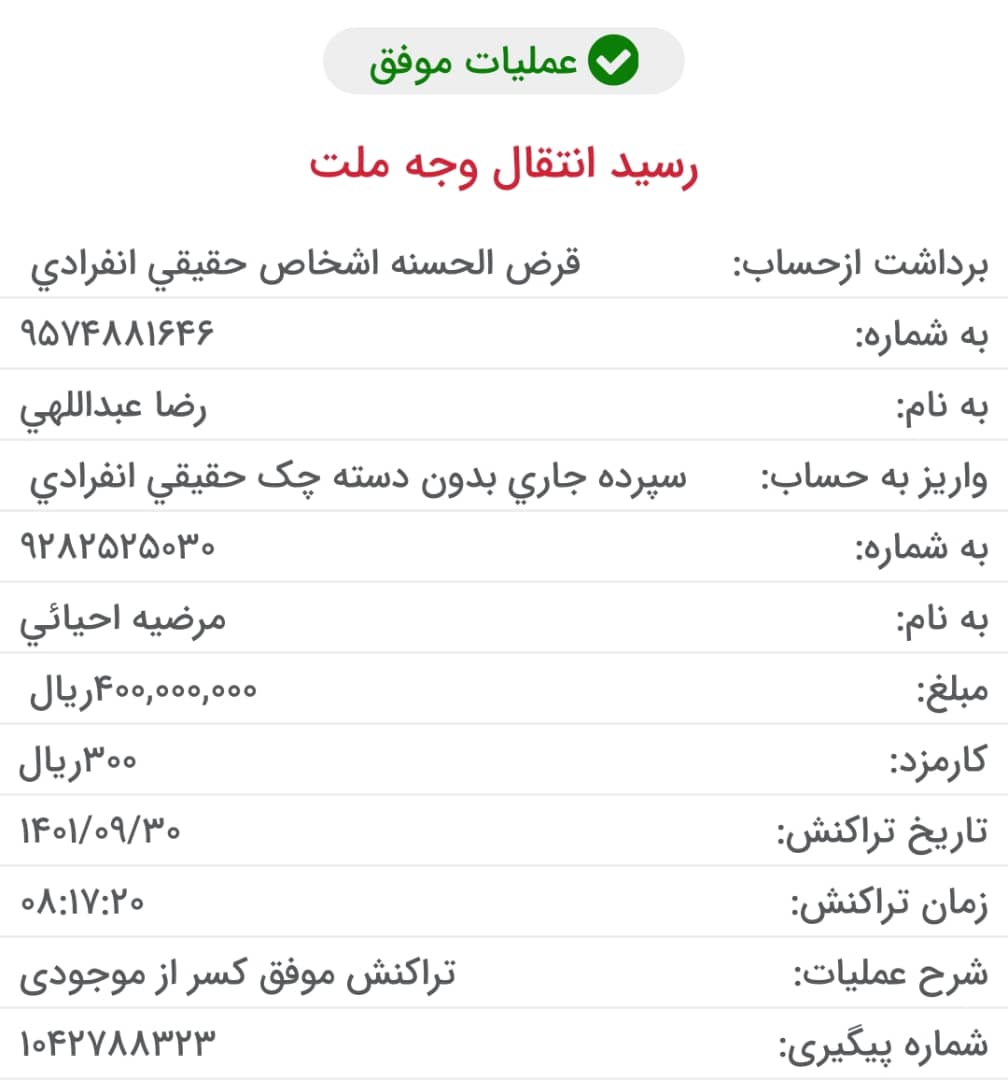 عملیات موفق
رسید انتقال وجه ملت
برداشت ازحساب: قرض الحسنه اشخاص حقيقي انفرادي
به شماره: ۹۵۷۴۸۸۱۶۴۶
به نام: رضا عبداللهي
واریز به حساب: سپرده جاري بدون دسته چک حقيقي انفرادي
به شماره: ۹۲۸۲۵۲۵۰۳۰
به نام: مرضيه احيائي
مبلغ: ۴۰۰,۰۰۰,۰۰۰ریال
کارمزد: ۳۰۰ریال
تاریخ تراکنش: ۱۴۰۱/۰۹/۳۰
زمان تراکنش: ۰۸:۱۷:۲۰
شرح عملیات: تراکنش موفق کسر از موجودی
شماره پیگیری: ۱۰۴۲۷۸۸۳۲۳